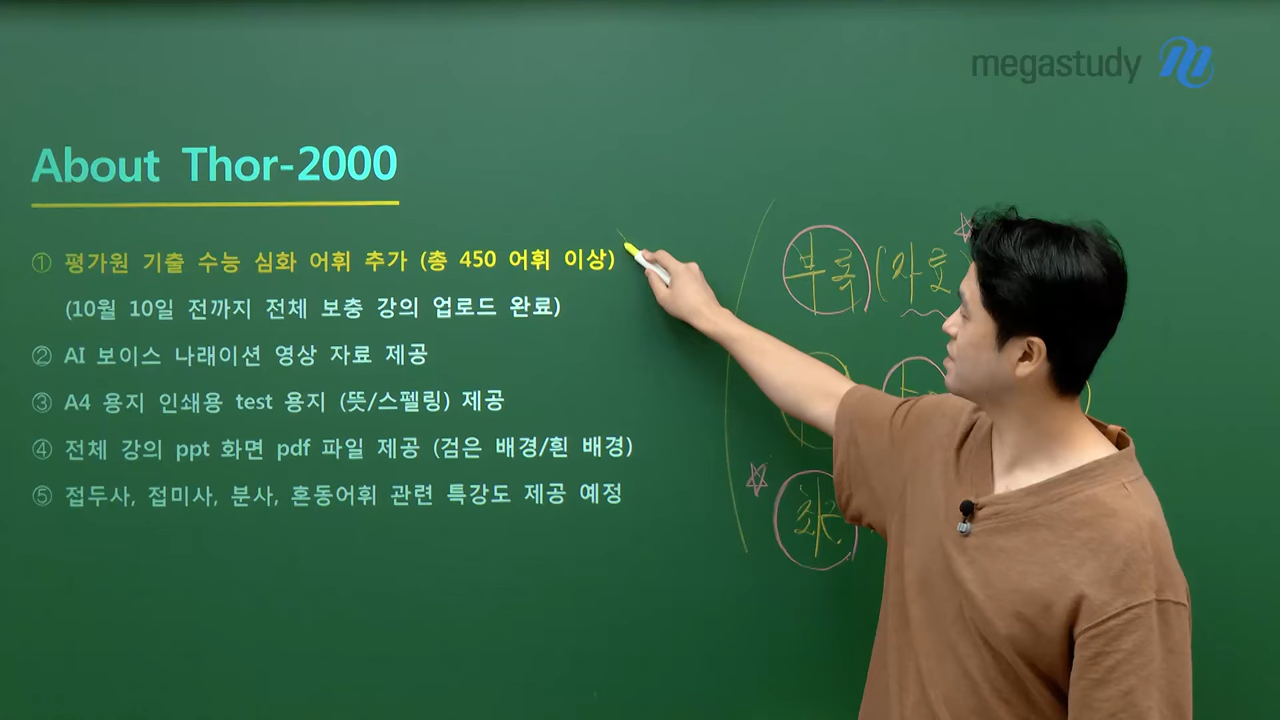 megastudy
About Thor-2000
① 평가원 기출 수능 심화 어휘 추가 (총 450 어휘 이상)
(10월 10일 전까지 전체 보충 강의 업로드 완료)
② AI 보이스 나래이션 영상 자료 제공
③ A4 용지 인쇄용 test 용지 (뜻/스펠링) 제공
④ 전체 강의 ppt 화면 pdf 파일 제공 (검은 배경/흰 배경)
⑤ 접두사, 접미사, 분사, 혼동어휘 관련 특강도 제공 예정
부록